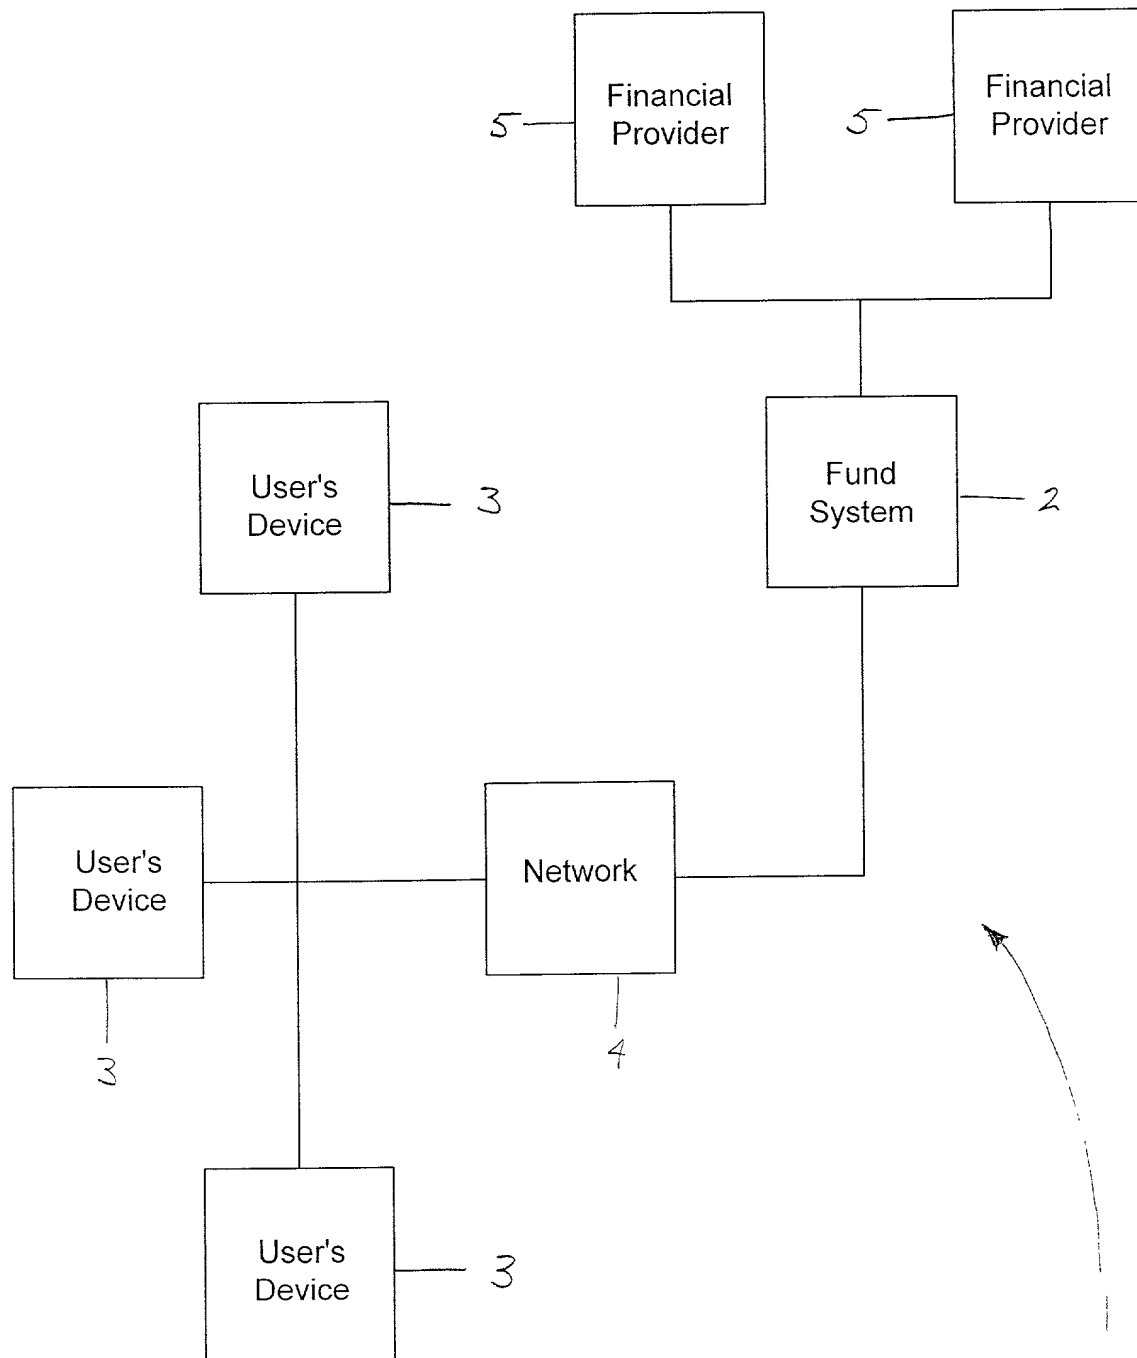 Financial
Provider
5
Financial
Provider
5
User's
Device
3
Fund
System
2
User's
Device
3
Network
4
User's
Device
3